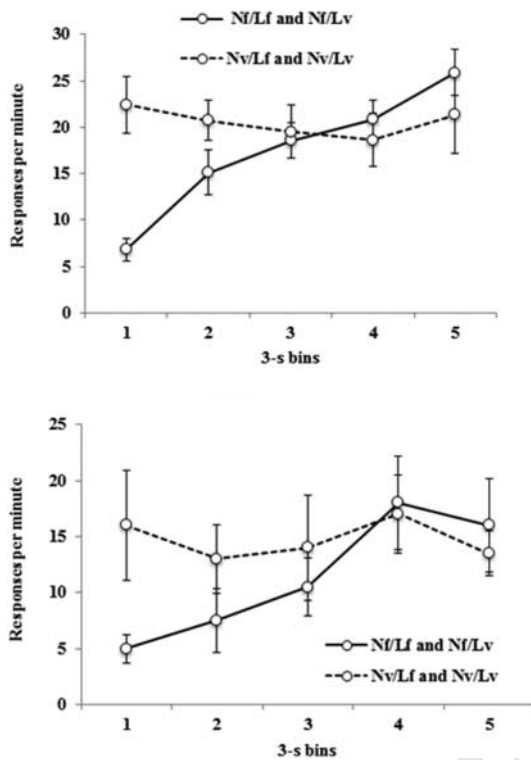 Nf/Lf and Nf/Lv
Nv/Lf and Nv/Lv
30
25
20
15
10
5
0
Responses per minute
1 2 3 4 5
3-s bins
25
20
15
10
5
0
Responses per minute
Nf/Lf and Nf/Lv
Nv/Lf and Nv/Lv
1 2 3 4 5
3-s bins